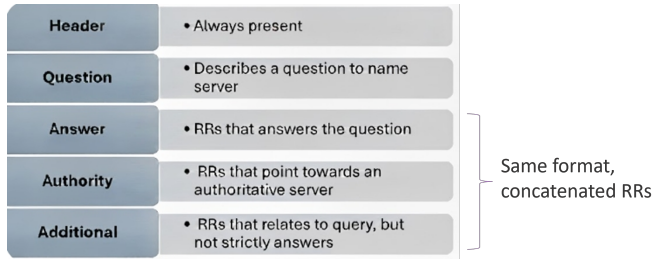 Header
• Always present
Question
• Describes a question to name
server
Answer
• RRs that answers the question
Authority
• RRs that point towards an
authoritative server
Additional
• RRs that relates to query, but
not strictly answers
Same format,
concatenated RRs